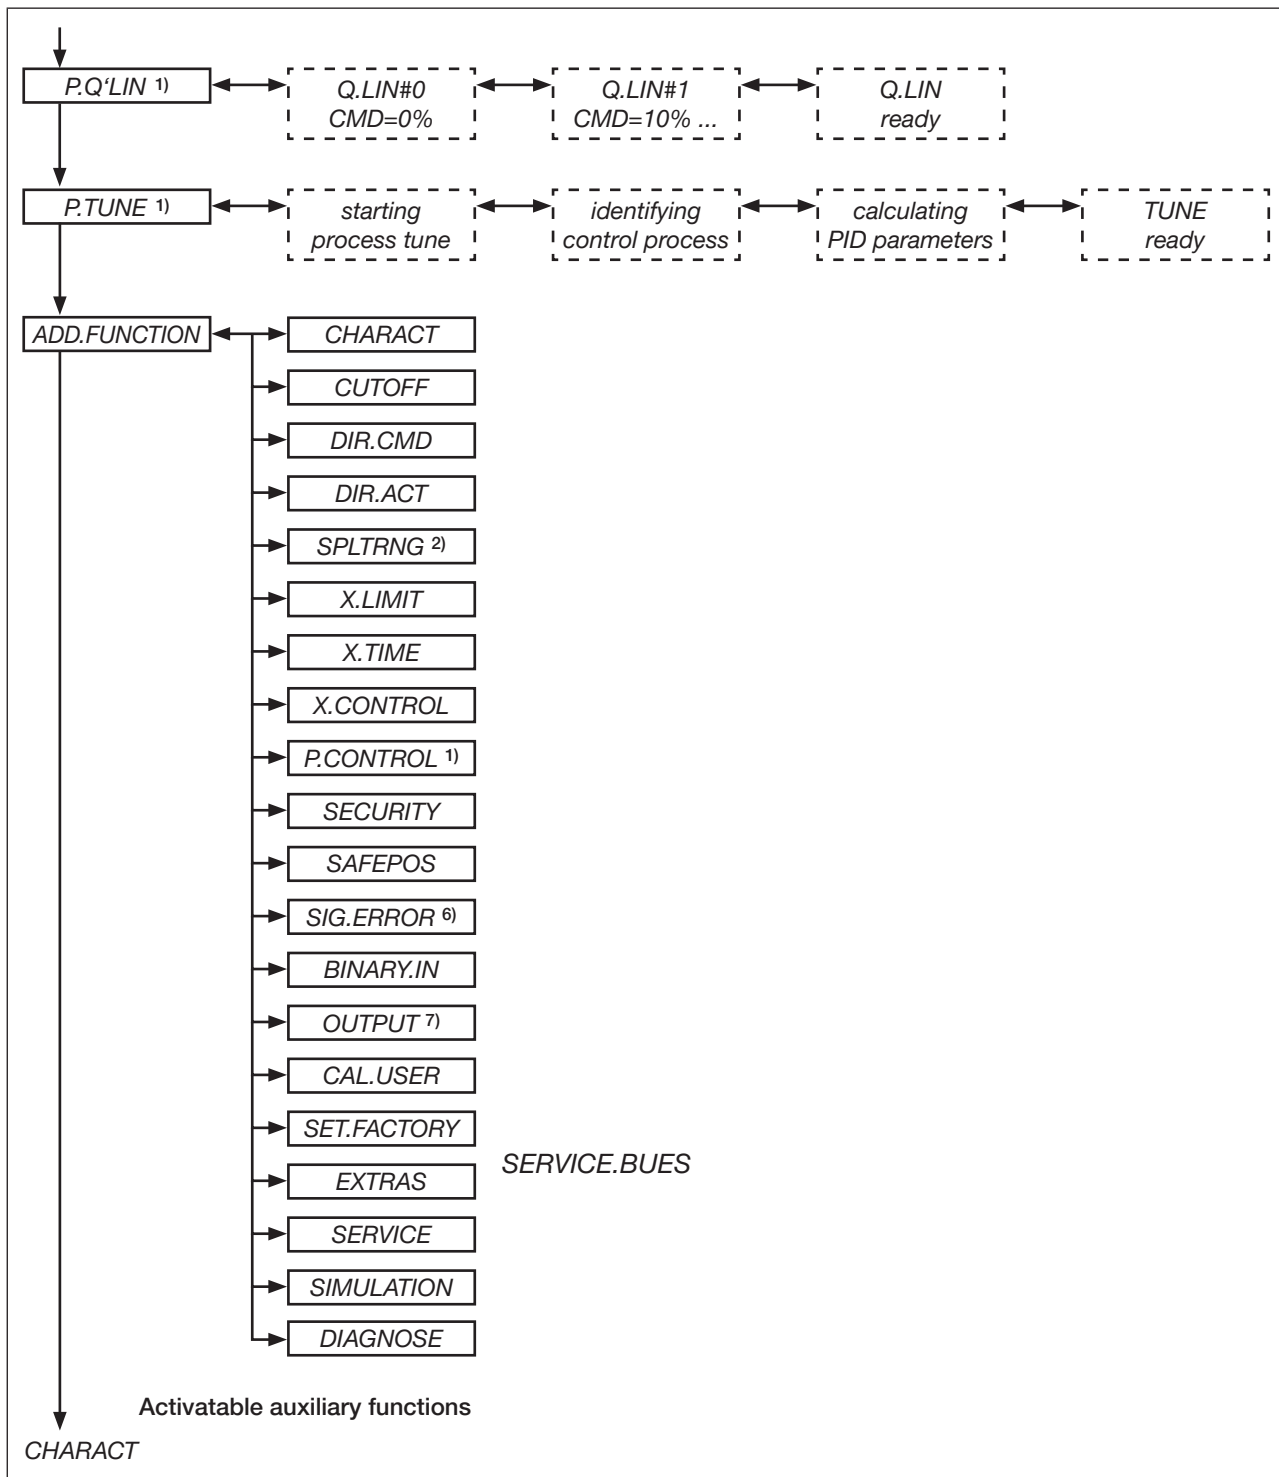 P.Q‘LIN 1)
Q.LIN#0
CMD=0%
Q.LIN#1
CMD=10% ...
Q.LIN
ready
P.TUNE 1)
starting
process tune
identifying
control process
calculating
PID parameters
TUNE
ready
ADD.FUNCTION
CHARACT
CUTOFF
DIR.CMD
DIR.ACT
SPLTRNG 2)
X.LIMIT
X.TIME
X.CONTROL
P.CONTROL 1)
SECURITY
SAFEPOS
SIG.ERROR 6)
BINARY.IN
OUTPUT 7)
CAL.USER
SET.FACTORY
SERVICE.BUES
EXTRAS
SERVICE
SIMULATION
DIAGNOSE
Activatable auxiliary functions
CHARACT